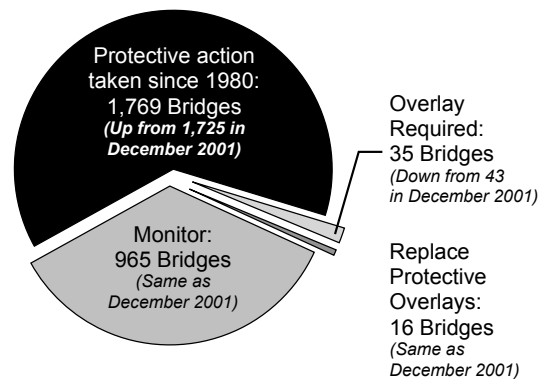 Protective action
taken since 1980:
1,769 Bridges
(Up from 1,725 in
December 2001)
Overlay
Required:
35 Bridges
(Down from 43
in December 2001)
Monitor:
965 Bridges
(Same as
December 2001)
Replace
Protective
Overlays:
16 Bridges
(Same as
December 2001)